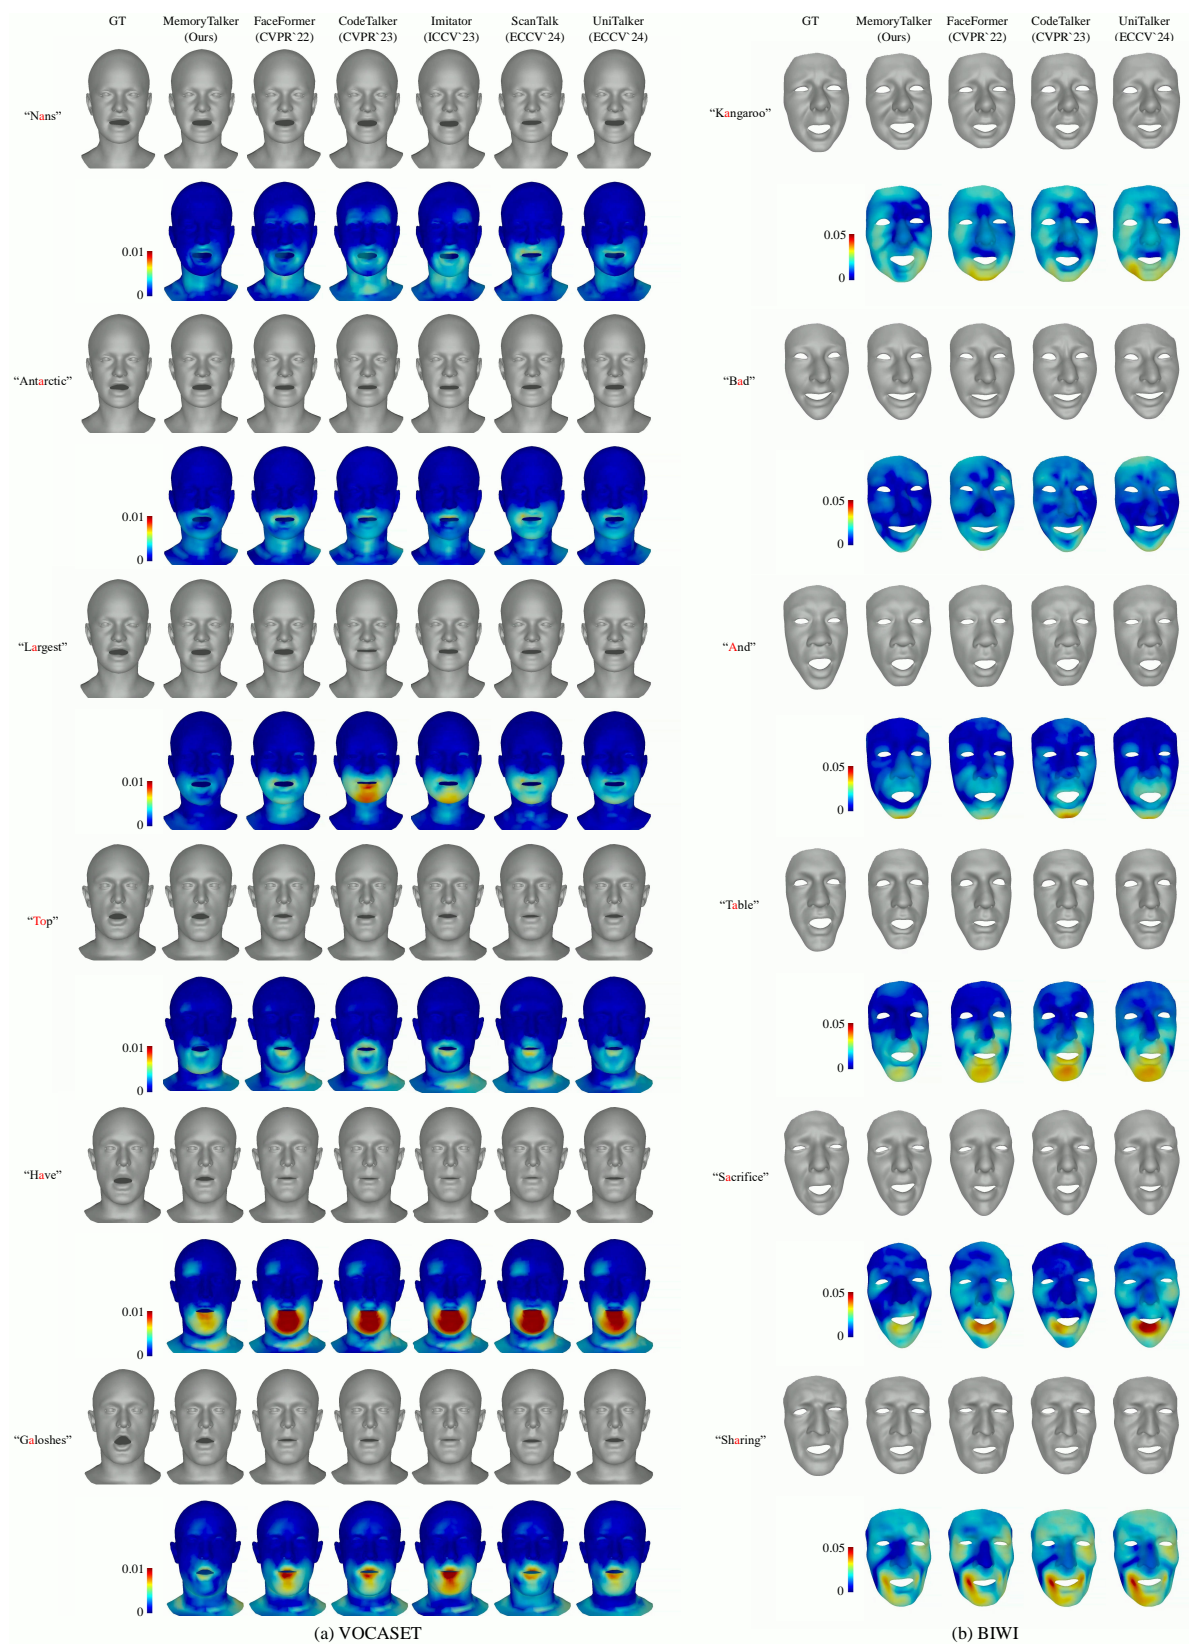 GT MemoryTalker FaceFormer CodeTalker Imitator ScanTalk UniTalker
(Ours) (CVPR`22) (CVPR`23) (ICCV`23) (ECCV`24) (ECCV`24)
“Nans”
0.01
0
“Antarctic”
0.01
0
“Largest”
0.01
0
“Top”
0.01
0
“Have”
0.01
0
“Galoshes”
0.01
0
(a) VOCASET
GT MemoryTalker FaceFormer CodeTalker UniTalker
(Ours) (CVPR`22) (CVPR`23) (ECCV`24)
“Kangaroo”
0.05
0
“Bad”
0.05
0
“And”
0.05
0
“Table”
0.05
0
“Sacrifice”
0.05
0
“Sharing”
0.05
0
(b) BIWI